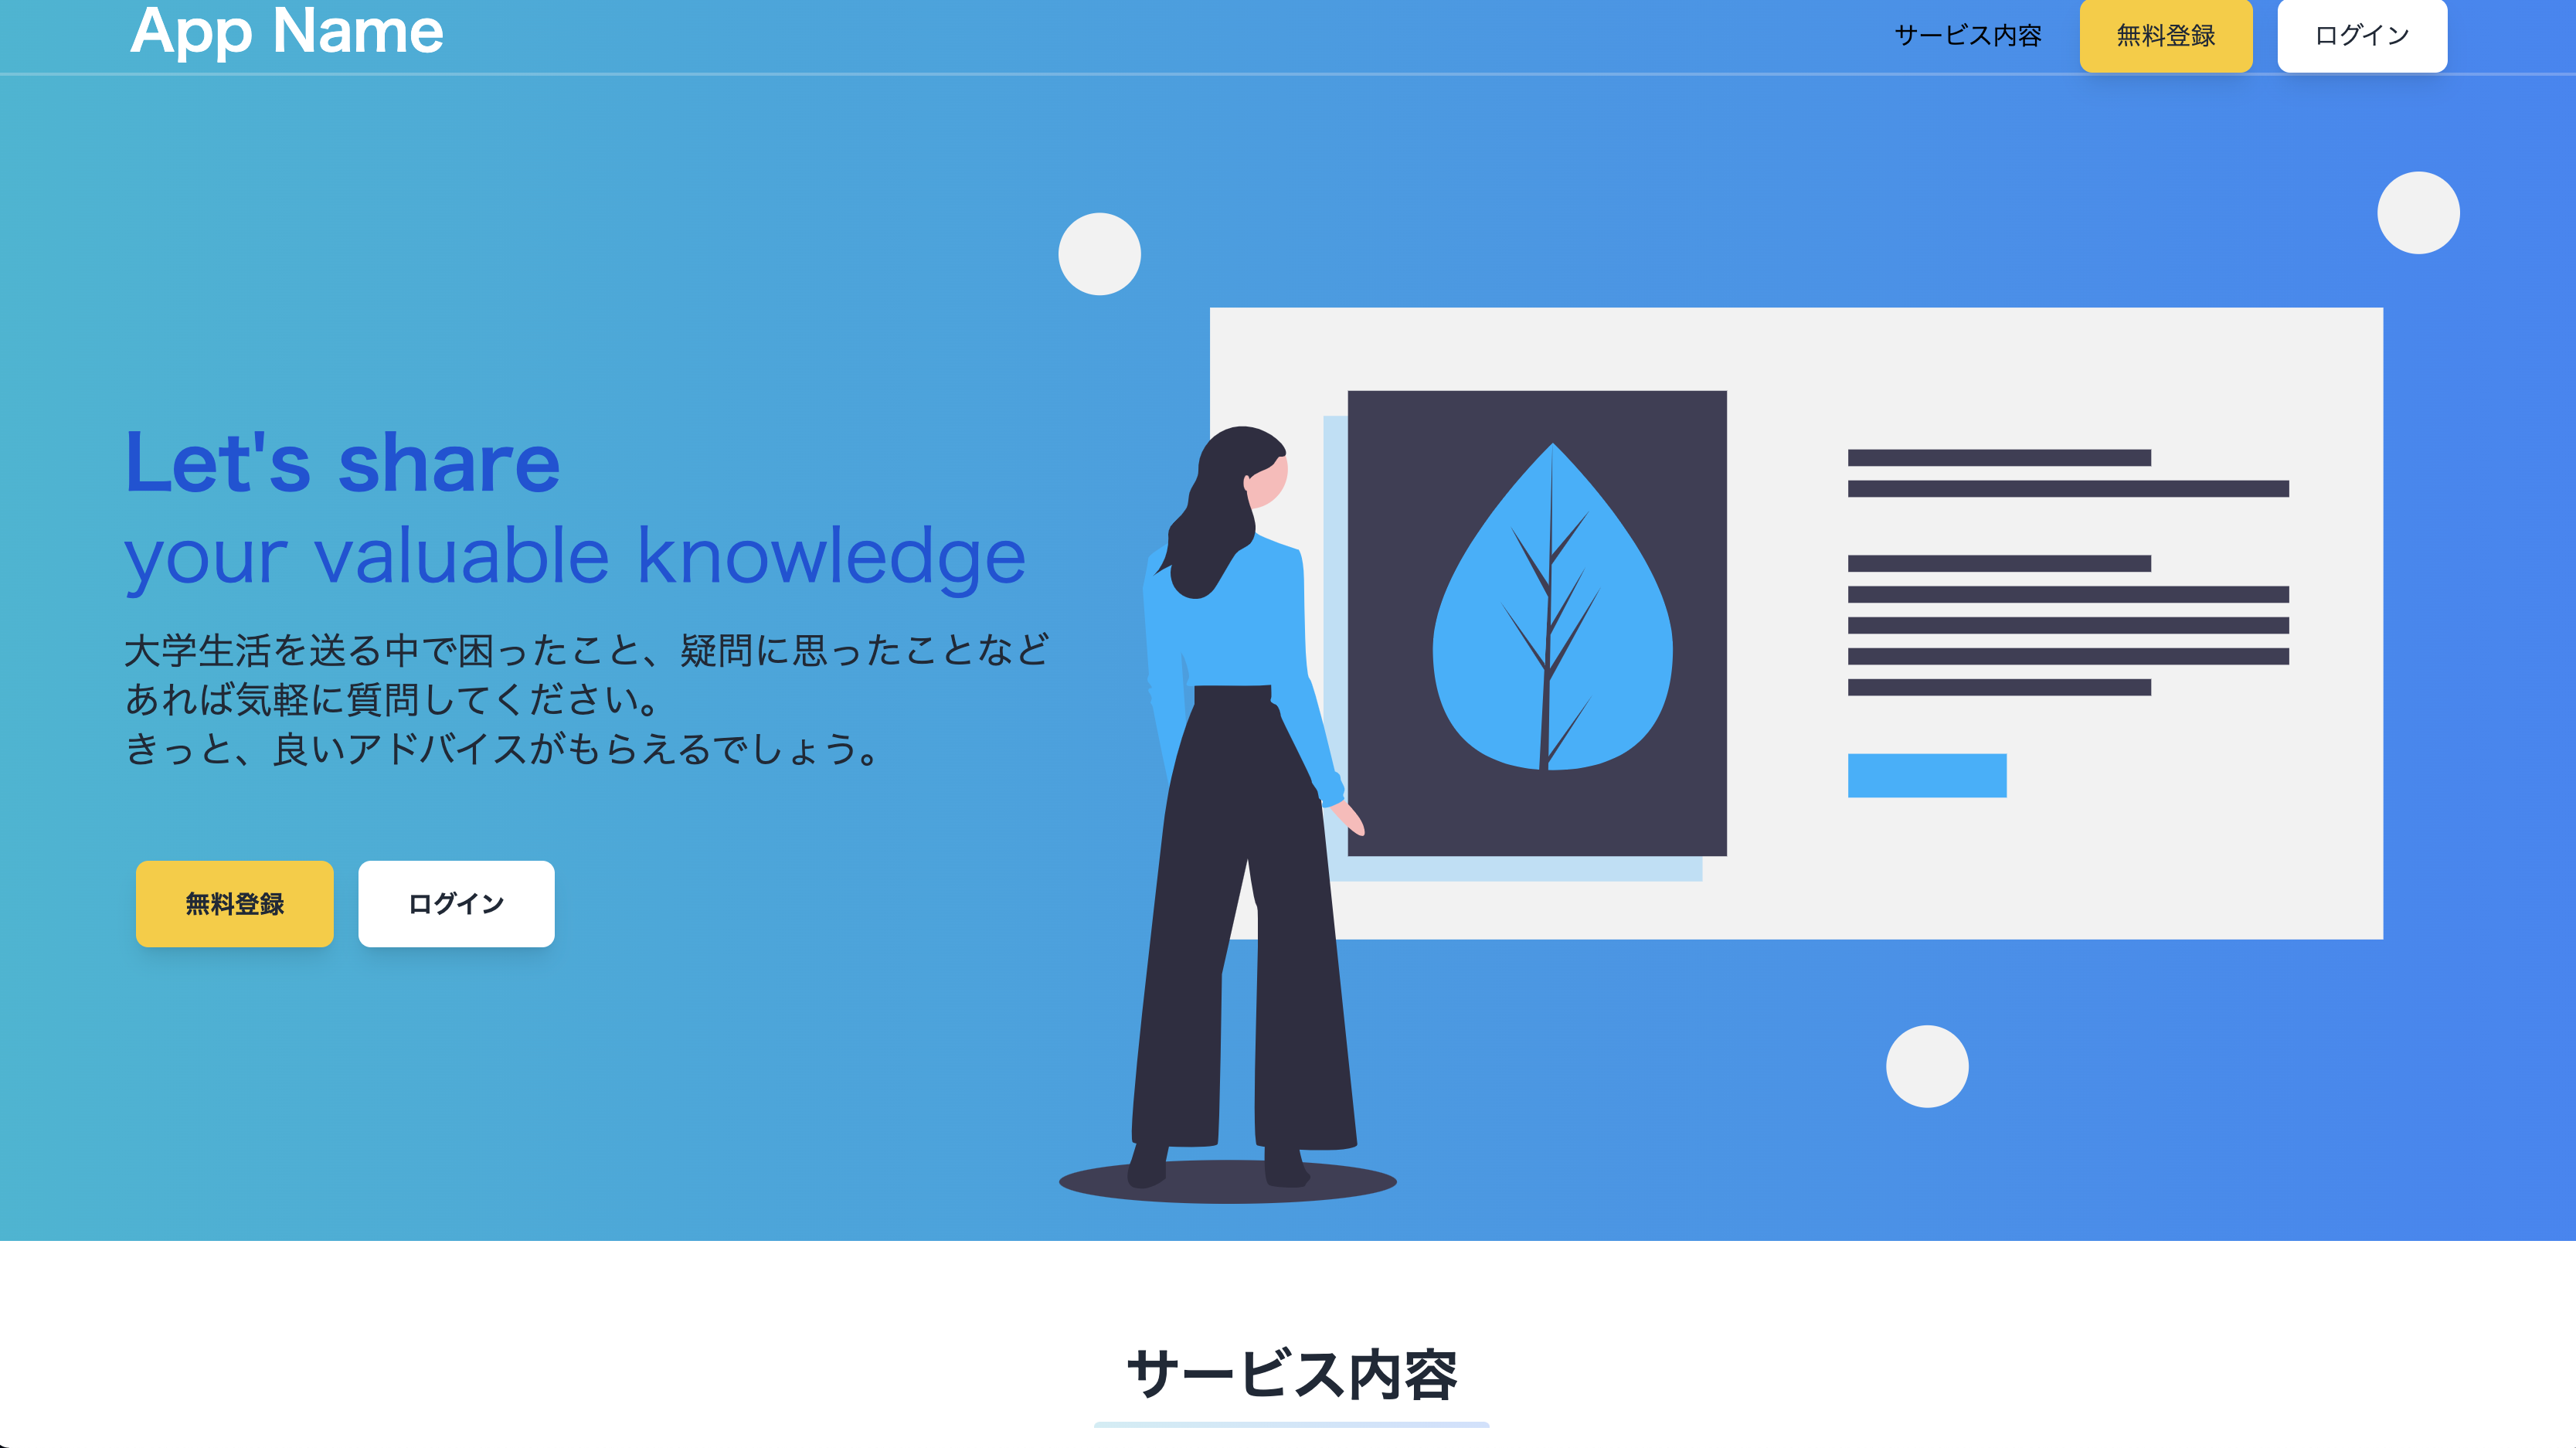 App Name
サービス内容
無料登録
ログイン
Let's share
your valuable knowledge
大学生活を送る中で困ったこと、疑問に思ったことなど
あれば気軽に質問してください。
きっと、良いアドバイスがもらえるでしょう。
無料登録
ログイン
サービス内容